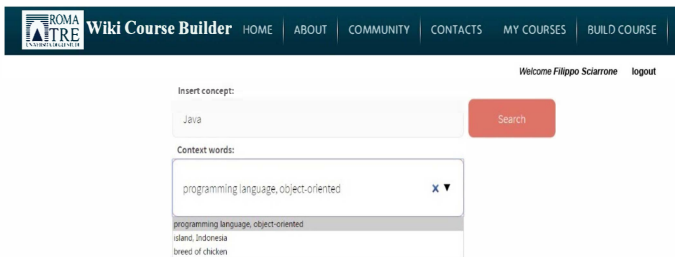 ROMA
TRE
UNIVERSITÀ DEGLI STUDI
Wiki Course Builder HOME ABOUT COMMUNITY CONTACTS MY COURSES BUILD COURSE
Welcome Filippo Sciarrone logout
Insert concept:
Java Search
Context words:
programming language, object-oriented x ▼
programming language, object-oriented
island, Indonesia
breed of chicken